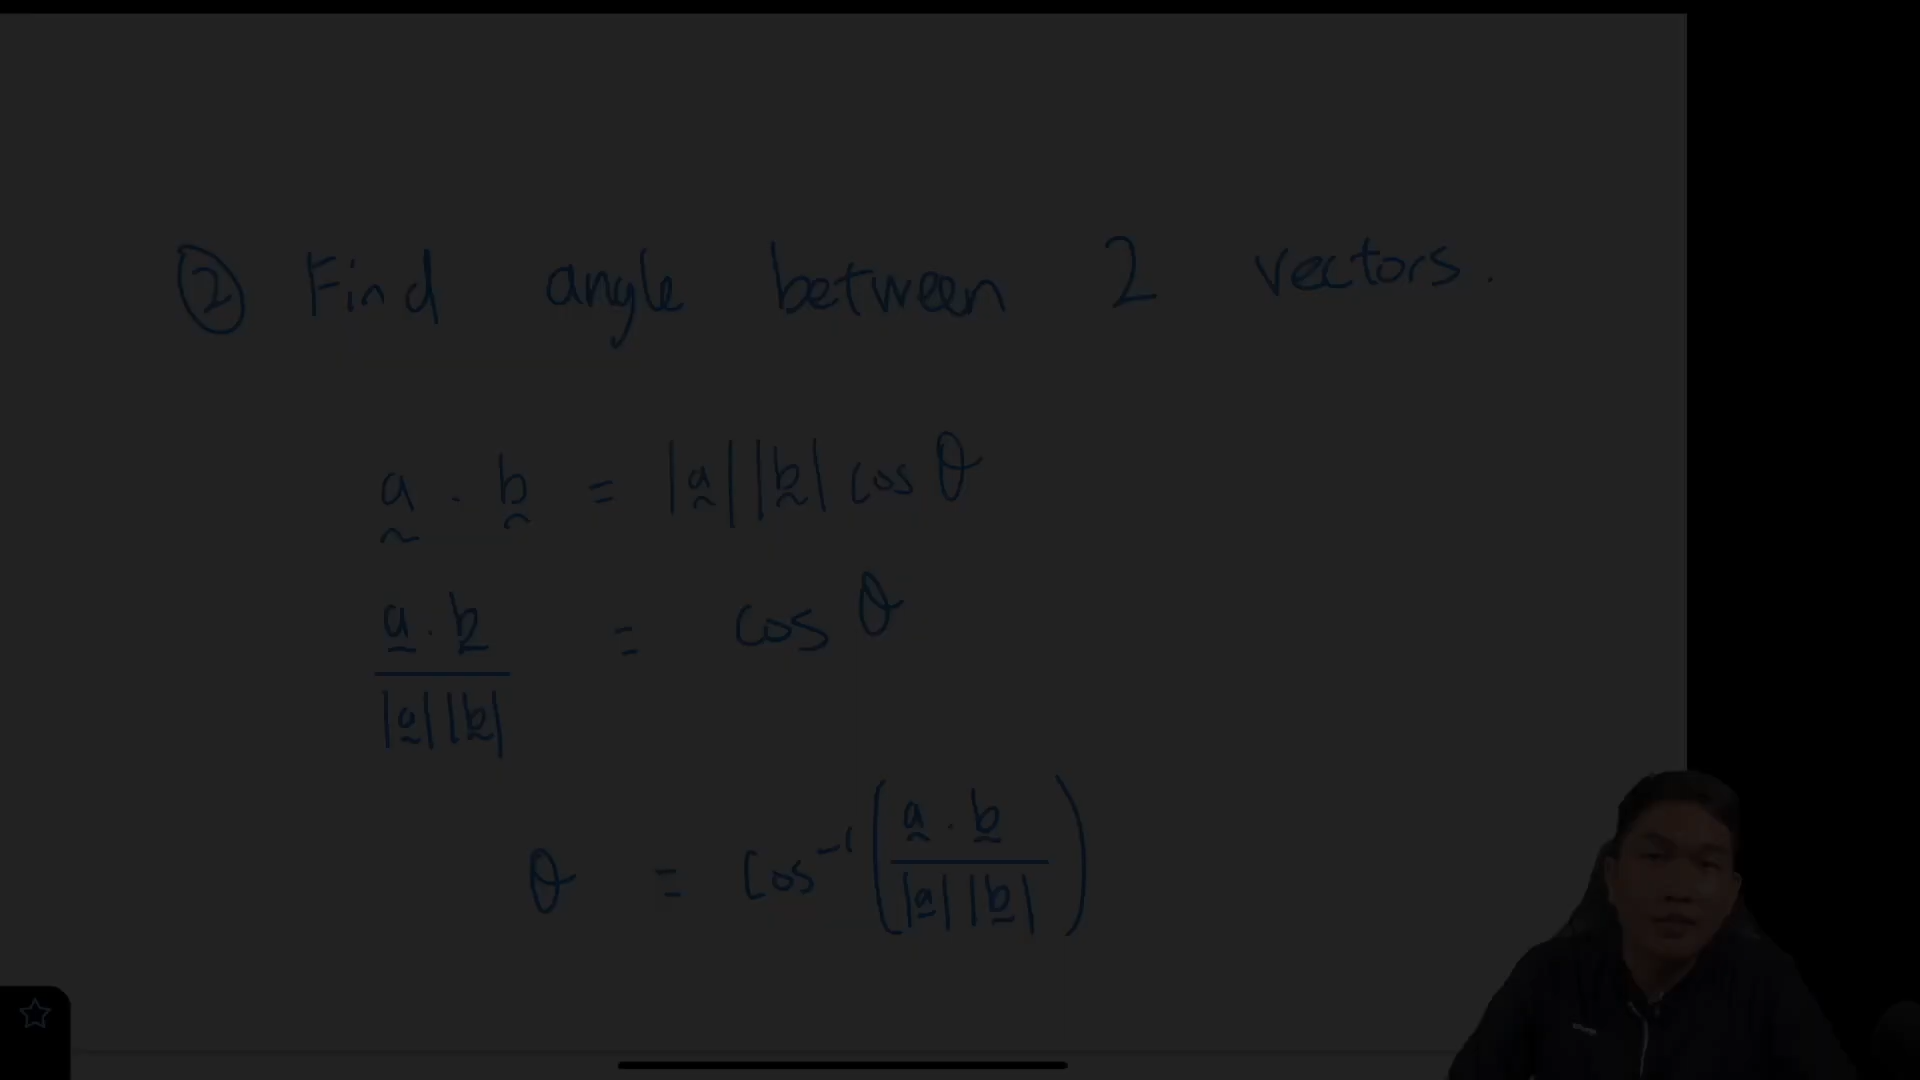 ② Find angle between 2 vectors.
a · b = |a| |b| cos θ
a · b / |a| |b| = cos θ
θ = cos⁻¹ ( a · b / |a| |b| )